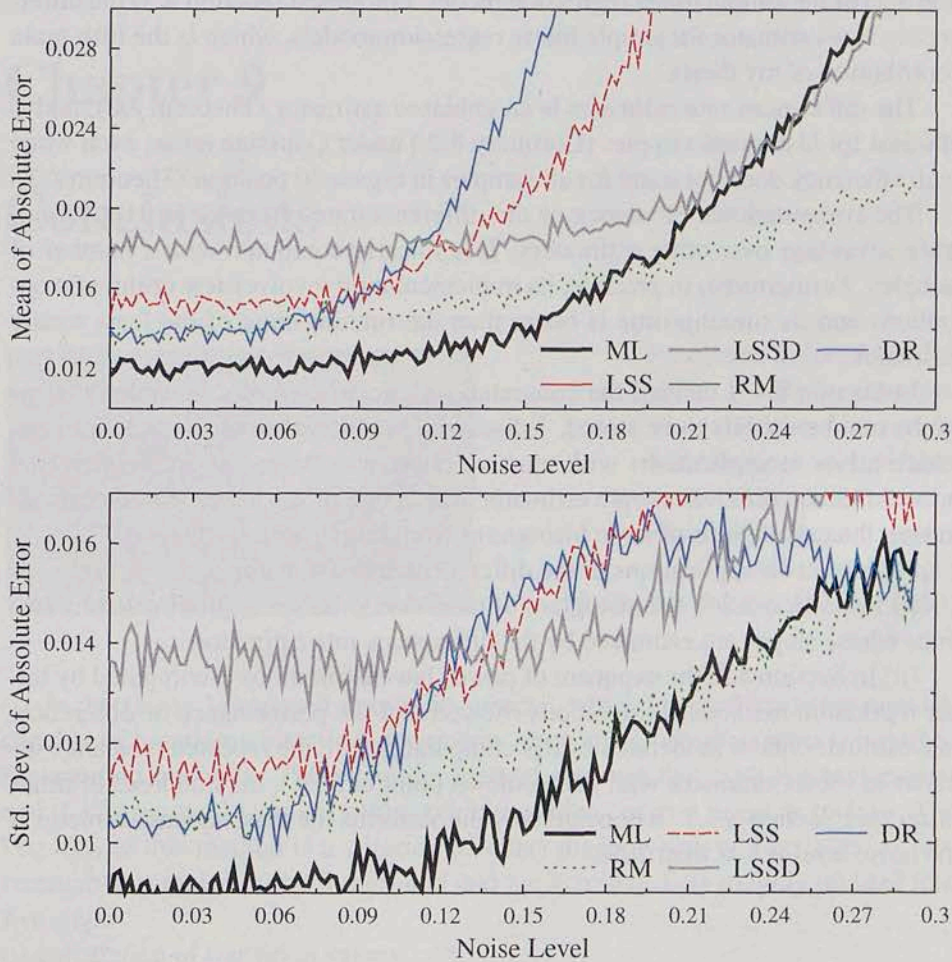 0.028
0.024
0.02
0.016
0.012
Mean of Absolute Error
ML LSSD DR
LSS RM
0.0 0.03 0.06 0.09 0.12 0.15 0.18 0.21 0.24 0.27 0.3
Noise Level
0.016
0.014
0.012
0.01
Std. Dev of Absolute Error
ML LSS DR
RM LSSD
0.0 0.03 0.06 0.09 0.12 0.15 0.18 0.21 0.24 0.27 0.3
Noise Level